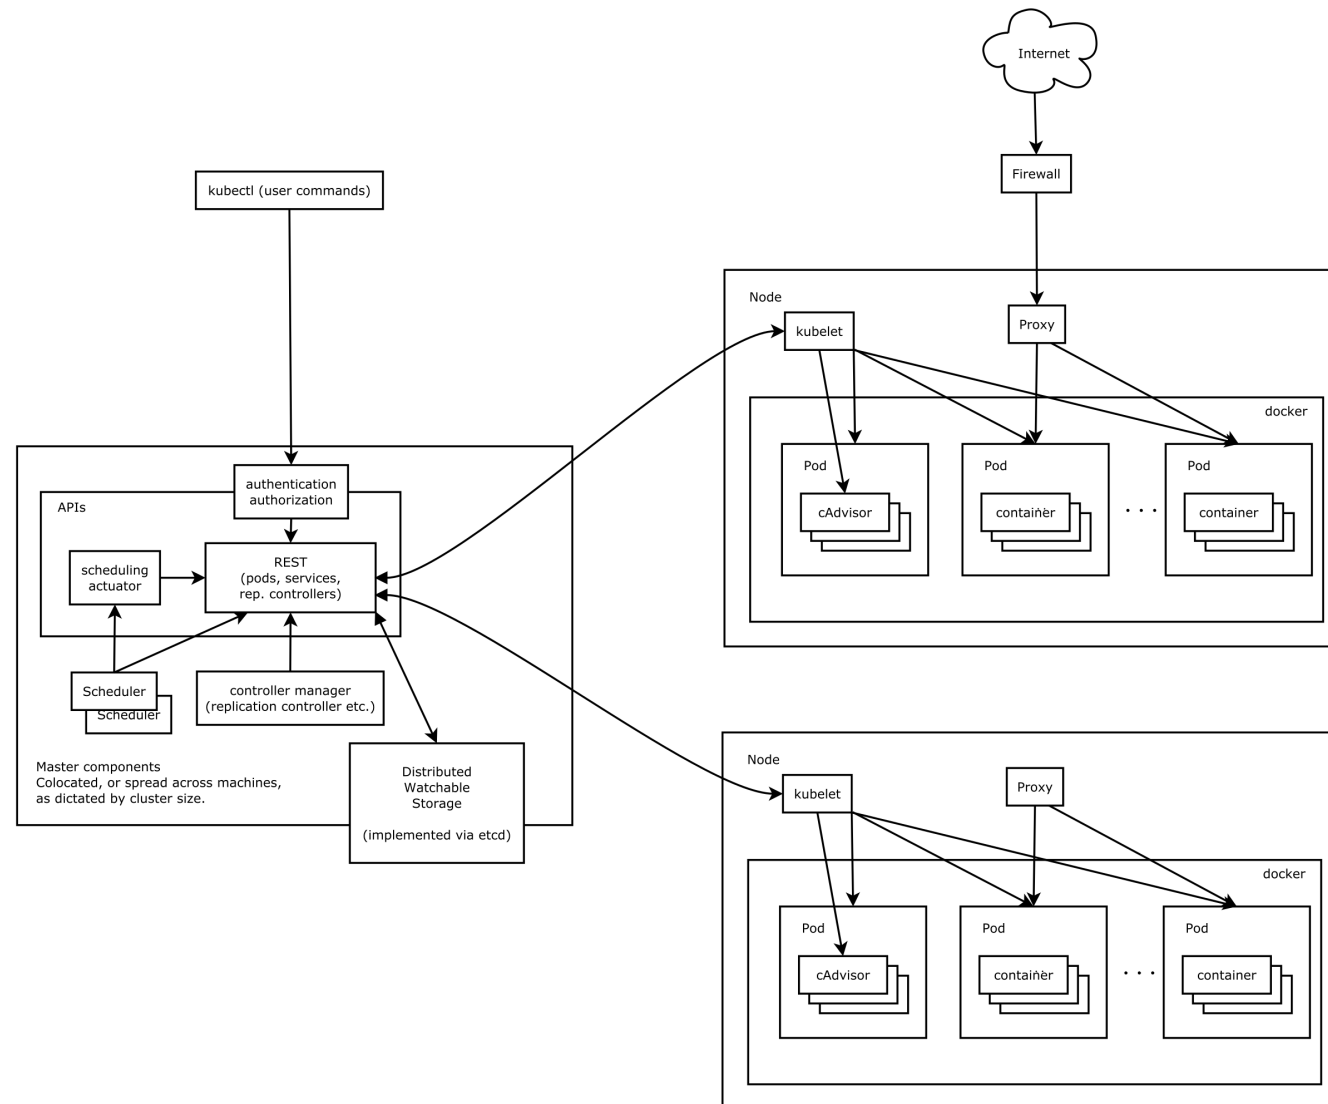 Internet
Firewall
kubectl (user commands)
Node
kubelet
Proxy
docker
Pod
cAdvisor
Pod
container
. . .
Pod
container
authentication
authorization
APIs
scheduling
actuator
REST
(pods, services,
rep. controllers)
Scheduler
Scheduler
controller manager
(replication controller etc.)
Master components
Colocated, or spread across machines,
as dictated by cluster size.
Distributed
Watchable
Storage
(implemented via etcd)
Node
kubelet
Proxy
docker
Pod
cAdvisor
Pod
container
. . .
Pod
container